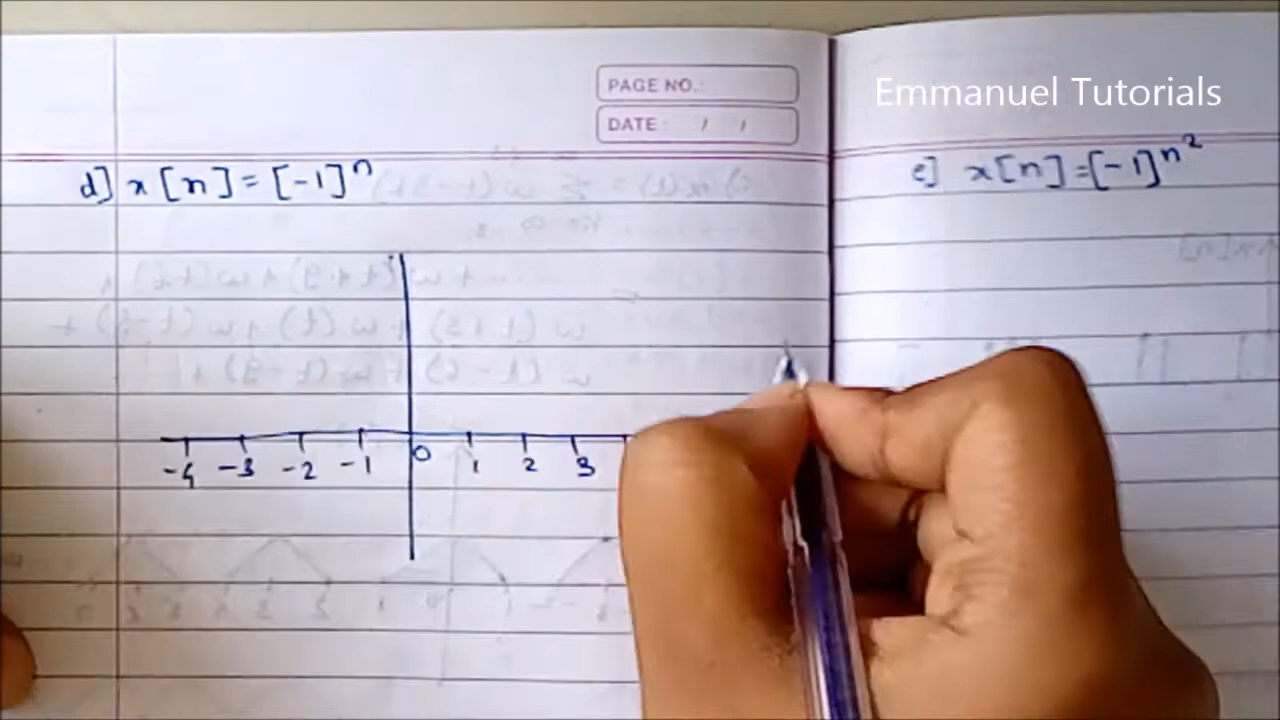 PAGE NO.:
DATE : / /
Emmanuel Tutorials
d] x[n] = [-1]^n
e] x[n] = [-1]^n²
-4 -3 -2 -1 0 1 2 3